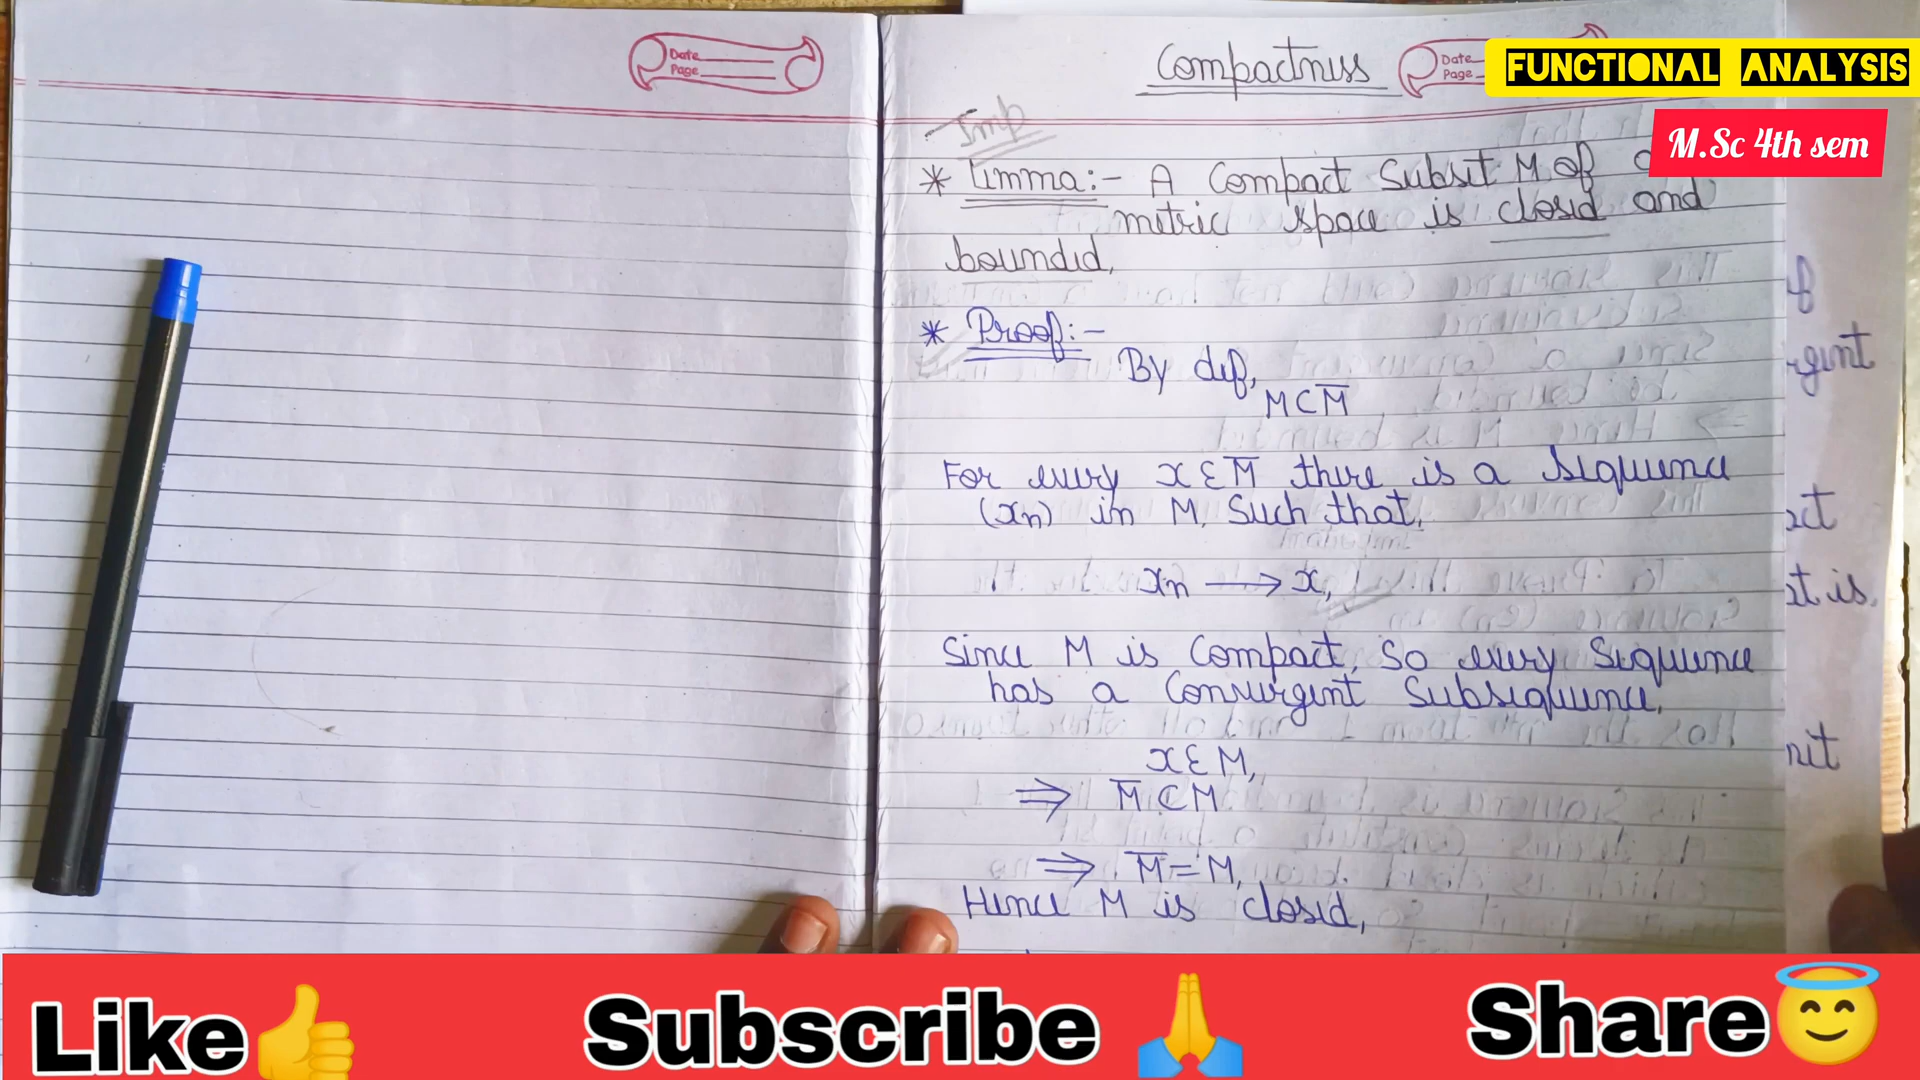 Date
Page
Compactness
Date
Page
FUNCTIONAL ANALYSIS
M.Sc 4th sem
Imp
* Lemma:- A Compact Subset M of
metric space is closed and
bounded,
* Proof:-
By def,
M⊂M̅
For every x∈M̅ there is a sequence
(xn) in M, Such that,
xn ⟶ x,
Since M is Compact, So every Sequence
has a Convergent Subsequence,
x∈M,
⇒ M̅⊂M
⇒ M̅=M,
Hence M is closed,
Like👍
Subscribe 🙏
Share😇